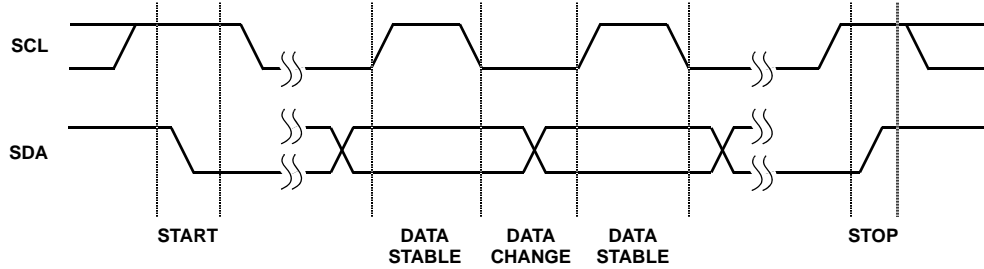 SCL
SDA
START
DATA
STABLE
DATA
CHANGE
DATA
STABLE
STOP